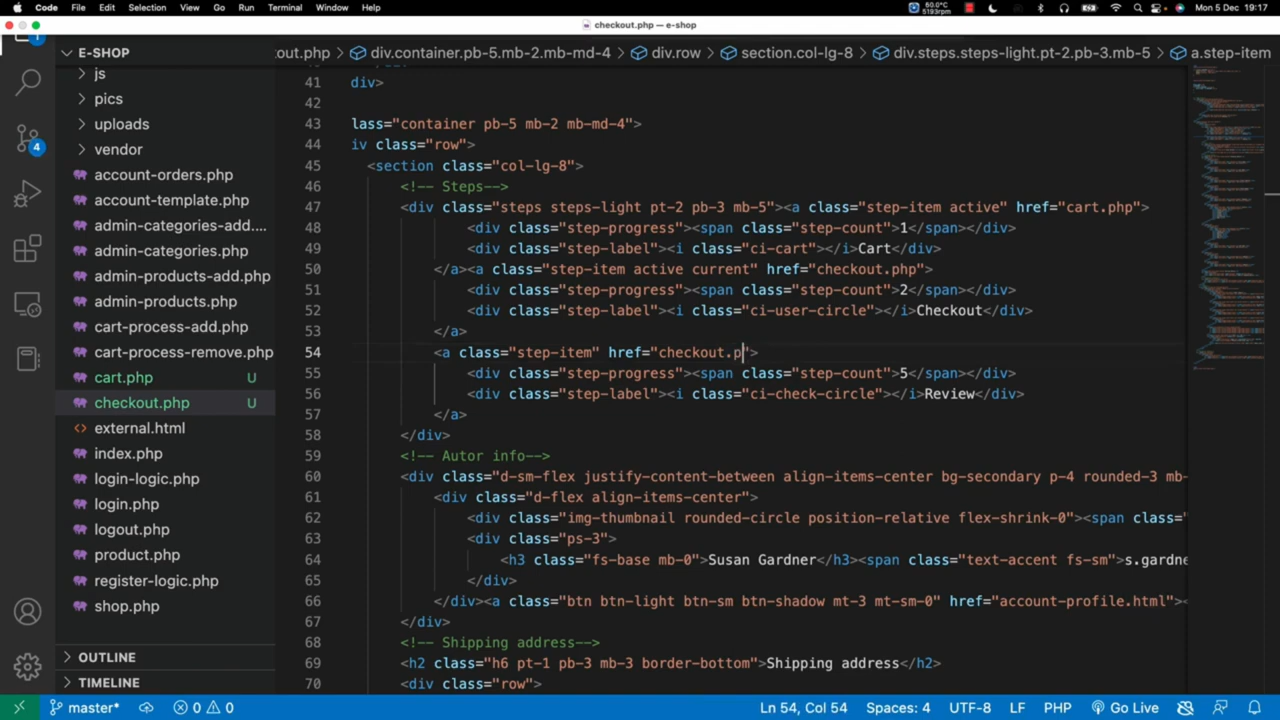 Code File Edit Selection View Go Run Terminal Window Help 60.0°C 5193rpm Mon 5 Dec 19:17
checkout.php — e-shop
E-SHOP
js
pics
uploads
vendor
account-orders.php
account-template.php
admin-categories-add....
admin-categories.php
admin-products-add.php
admin-products.php
cart-process-add.php
cart-process-remove.php
cart.php U
checkout.php U
external.html
index.php
login-logic.php
login.php
logout.php
product.php
register-logic.php
shop.php
OUTLINE
TIMELINE
1
4
out.php > div.container.pb-5.mb-2.mb-md-4 > div.row > section.col-lg-8 > div.steps.steps-light.pt-2.pb-3.mb-5 > a.step-item
41 div>
42
43 lass="container pb-5 mb-2 mb-md-4">
44 iv class="row">
45 <section class="col-lg-8">
46 <!-- Steps-->
47 <div class="steps steps-light pt-2 pb-3 mb-5"><a class="step-item active" href="cart.php">
48 <div class="step-progress"><span class="step-count">1</span></div>
49 <div class="step-label"><i class="ci-cart"></i>Cart</div>
50 </a><a class="step-item active current" href="checkout.php">
51 <div class="step-progress"><span class="step-count">2</span></div>
52 <div class="step-label"><i class="ci-user-circle"></i>Checkout</div>
53 </a>
54 <a class="step-item" href="checkout.p">
55 <div class="step-progress"><span class="step-count">5</span></div>
56 <div class="step-label"><i class="ci-check-circle"></i>Review</div>
57 </a>
58 </div>
59 <!-- Autor info-->
60 <div class="d-sm-flex justify-content-between align-items-center bg-secondary p-4 rounded-3 mb-
61 <div class="d-flex align-items-center">
62 <div class="img-thumbnail rounded-circle position-relative flex-shrink-0"><span class="
63 <div class="ps-3">
64 <h3 class="fs-base mb-0">Susan Gardner</h3><span class="text-accent fs-sm">s.gardne
65 </div>
66 </div><a class="btn btn-light btn-sm btn-shadow mt-3 mt-sm-0" href="account-profile.html"><
67 </div>
68 <!-- Shipping address-->
69 <h2 class="h6 pt-1 pb-3 mb-3 border-bottom">Shipping address</h2>
70 <div class="row">
master* 0 0 Ln 54, Col 54 Spaces: 4 UTF-8 LF PHP Go Live